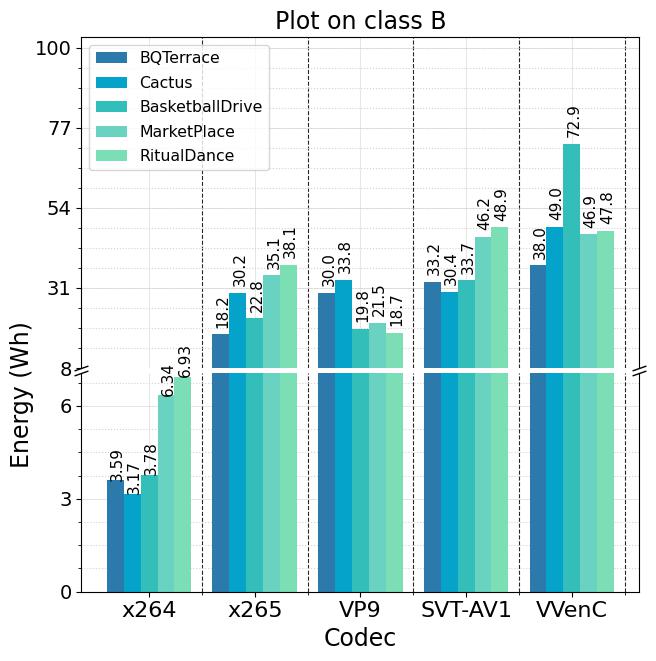 Plot on class B
100
77
54
31
8
6
3
0
Energy (Wh)
BQTerrace
Cactus
BasketballDrive
MarketPlace
RitualDance
3.59
3.17
3.78
6.34
6.93
18.2
30.2
22.8
35.1
38.1
30.0
33.8
19.8
21.5
18.7
33.2
30.4
33.7
46.2
48.9
38.0
49.0
72.9
46.9
47.8
x264
x265
VP9
SVT-AV1
VVenC
Codec